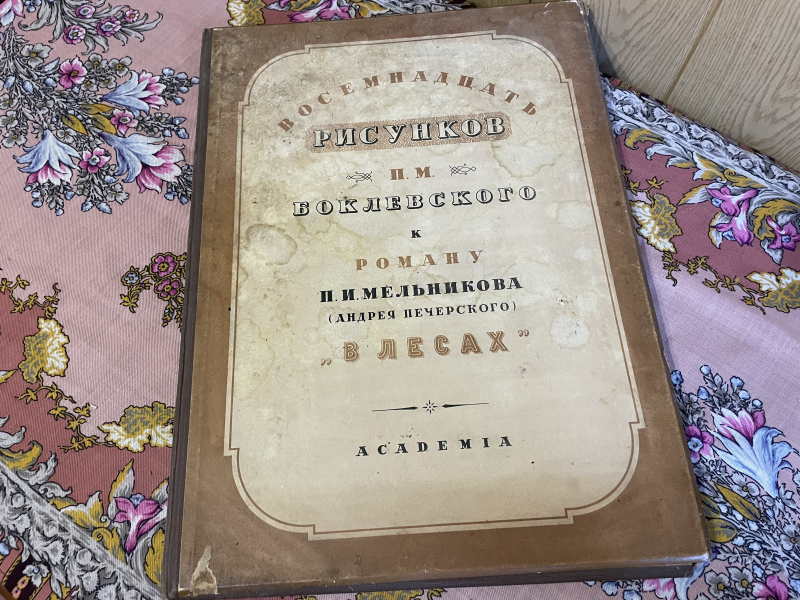 ВОСЕМНАДЦАТЬ
РИСУНКОВ
П. М.
БОКЛЕВСКОГО
К
РОМАНУ
П. И. МЕЛЬНИКОВА
(АНДРЕЯ ПЕЧЕРСКОГО)
„В ЛЕСАХ”
ACADEMIA